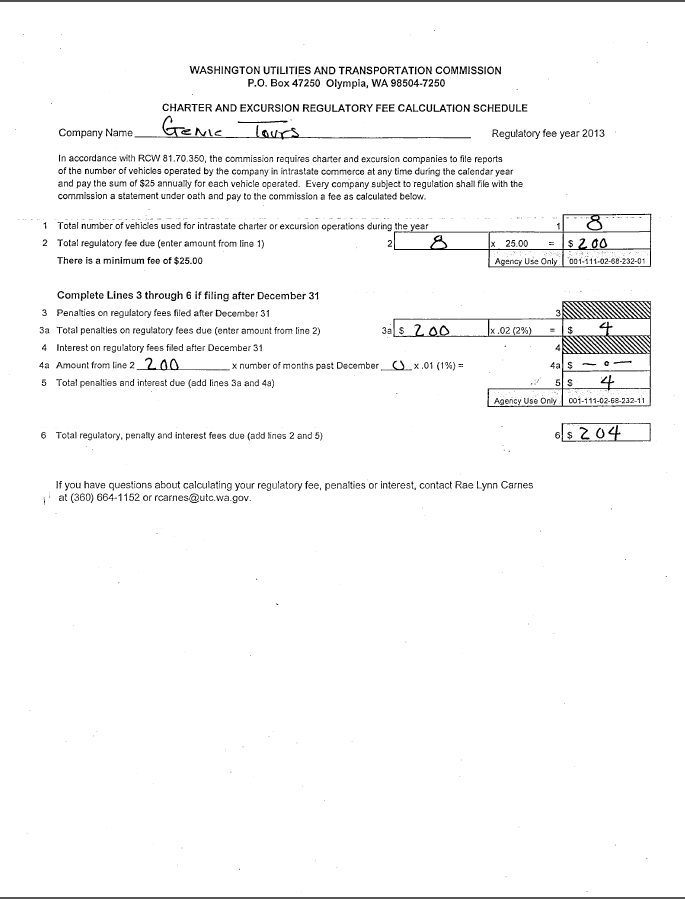 WASHINGTON UTILITIES AND TRANSPORTATION COMMISSION
P.O. Box 47250 Olympia, WA 98504-7250
CHARTER AND EXCURSION REGULATORY FEE CALCULATION SCHEDULE
Company Name Genie Tours Regulatory fee year 2013
In accordance with RCW 81.70.350, the commission requires charter and excursion companies to file reports
of the number of vehicles operated by the company in intrastate commerce at any time during the calendar year
and pay the sum of $25 annually for each vehicle operated. Every company subject to regulation shall file with the
commission a statement under oath and pay to the commission a fee as calculated below.
1 Total number of vehicles used for intrastate charter or excursion operations during the year 1 8
2 Total regulatory fee due (enter amount from line 1) 2 8 x 25.00 = $ 200
There is a minimum fee of $25.00 Agency Use Only 001-111-02-68-232-01
Complete Lines 3 through 6 if filing after December 31
3 Penalties on regulatory fees filed after December 31 3
3a Total penalties on regulatory fees due (enter amount from line 2) 3a $ 200 x .02 (2%) = $ 4
4 Interest on regulatory fees filed after December 31 4
4a Amount from line 2 200 x number of months past December 0 x .01 (1%) = 4a $ - 0 -
5 Total penalties and interest due (add lines 3a and 4a) 5 $ 4
Agency Use Only 001-111-02-68-232-11
6 Total regulatory, penalty and interest fees due (add lines 2 and 5) 6 $ 204
If you have questions about calculating your regulatory fee, penalties or interest, contact Rae Lynn Carnes
at (360) 664-1152 or rcarnes@utc.wa.gov.